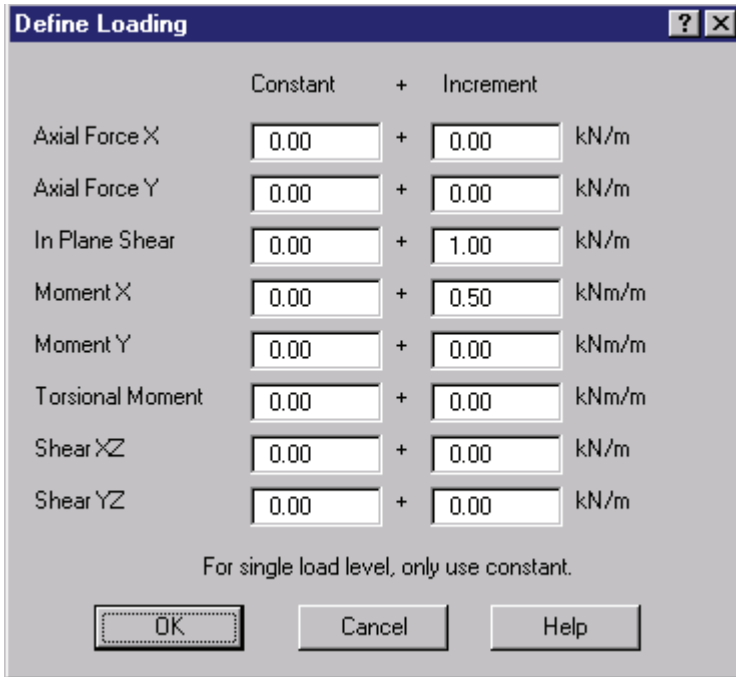 Define Loading ? ×
Constant + Increment
Axial Force X 0.00 + 0.00 kN/m
Axial Force Y 0.00 + 0.00 kN/m
In Plane Shear 0.00 + 1.00 kN/m
Moment X 0.00 + 0.50 kNm/m
Moment Y 0.00 + 0.00 kNm/m
Torsional Moment 0.00 + 0.00 kNm/m
Shear XZ 0.00 + 0.00 kN/m
Shear YZ 0.00 + 0.00 kN/m
For single load level, only use constant.
OK Cancel Help